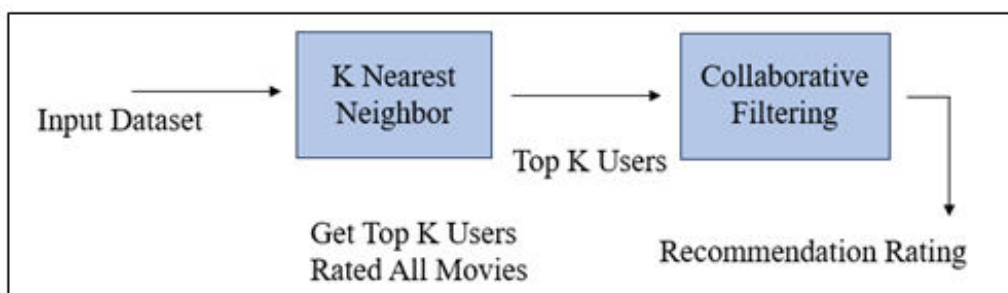 Input Dataset
K Nearest
Neighbor
Top K Users
Collaborative
Filtering
Get Top K Users
Rated All Movies
Recommendation Rating